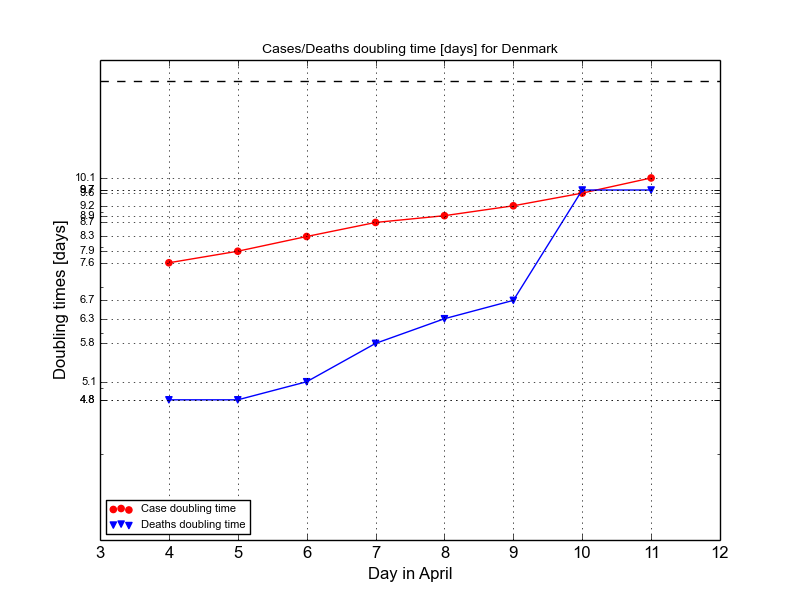 Cases/Deaths doubling time [days] for Denmark
10.1
9.7
9.6
9.2
8.9
8.7
8.3
7.9
7.6
6.7
6.3
5.8
5.1
4.8
Doubling times [days]
Case doubling time
Deaths doubling time
3 4 5 6 7 8 9 10 11 12
Day in April